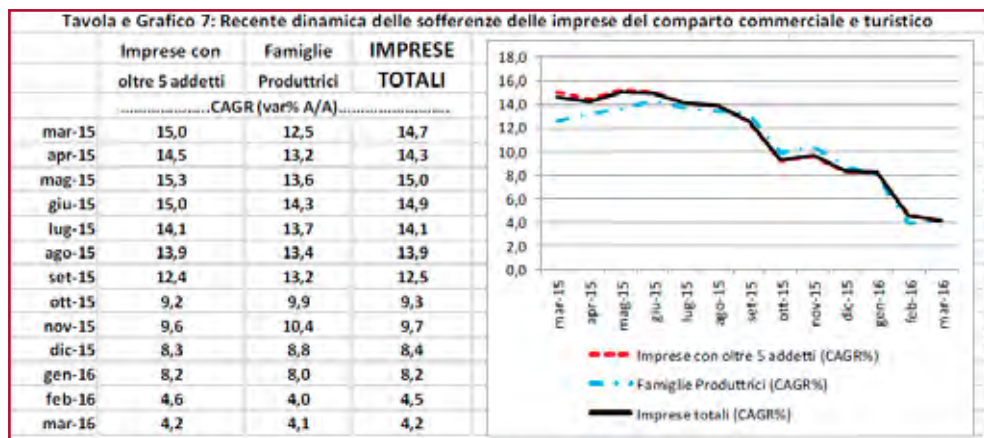 Tavola e Grafico 7: Recente dinamica delle sofferenze delle imprese del comparto commerciale e turistico
Imprese con Famiglie IMPRESE
oltre 5 addetti Produttrici TOTALI
......................CAGR (var% A/A)...........................
mar-15 15,0 12,5 14,7
apr-15 14,5 13,2 14,3
mag-15 15,3 13,6 15,0
giu-15 15,0 14,3 14,9
lug-15 14,1 13,7 14,1
ago-15 13,9 13,4 13,9
set-15 12,4 13,2 12,5
ott-15 9,2 9,9 9,3
nov-15 9,6 10,4 9,7
dic-15 8,3 8,8 8,4
gen-16 8,2 8,0 8,2
feb-16 4,6 4,0 4,5
mar-16 4,2 4,1 4,2
18,0
16,0
14,0
12,0
10,0
8,0
6,0
4,0
2,0
0,0
mar-15
apr-15
mag-15
giu-15
lug-15
ago-15
set-15
ott-15
nov-15
dic-15
gen-16
feb-16
mar-16
Imprese con oltre 5 addetti (CAGR%)
Famiglie Produttrici (CAGR%)
Imprese totali (CAGR%)